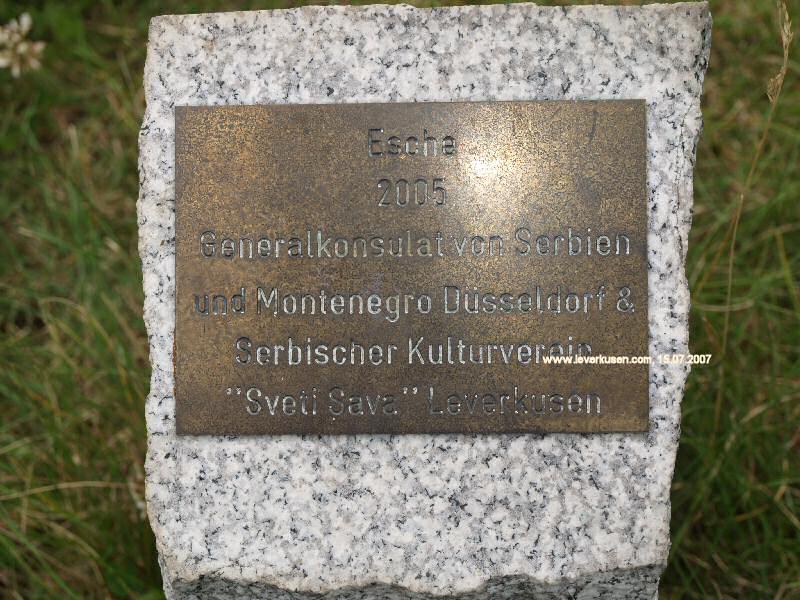 Esche
2005
Generalkonsulat von Serbien
und Montenegro Düsseldorf &
Serbischer Kulturverein
"Sveti Sava" Leverkusen
www.leverkusen.com, 15.07.2007